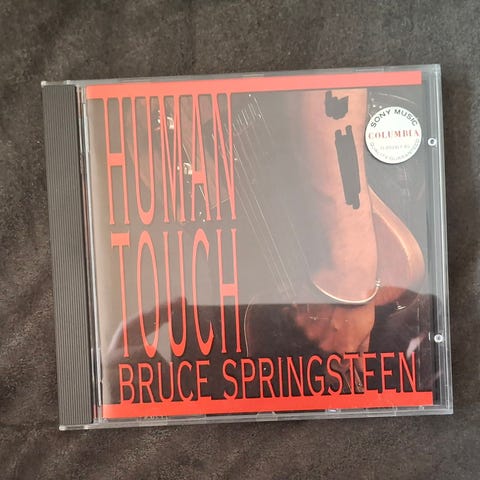 HUMAN
TOUCH
BRUCE SPRINGSTEEN
SONY MUSIC
COLUMBIA